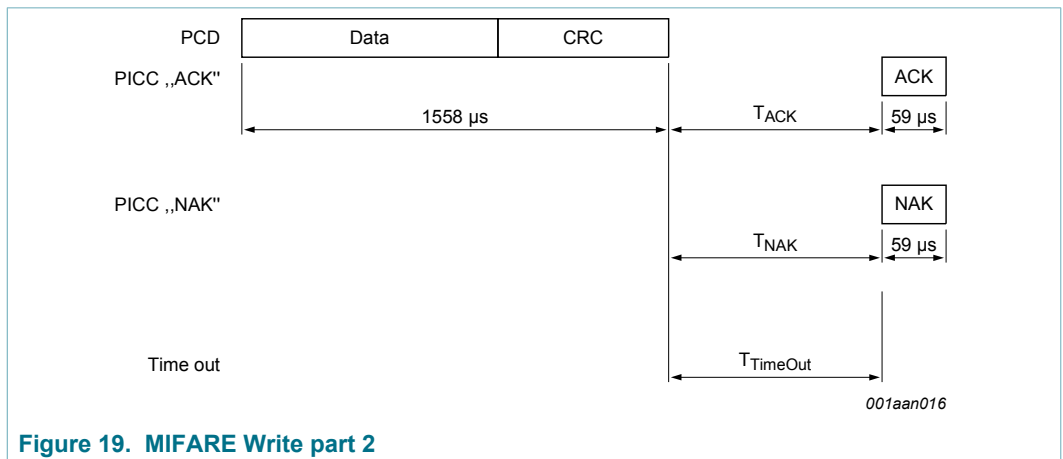 PCD Data CRC
PICC ,,ACK" ACK
1558 µs TACK 59 µs
PICC ,,NAK" NAK
TNAK 59 µs
Time out TTimeOut
001aan016
Figure 19. MIFARE Write part 2